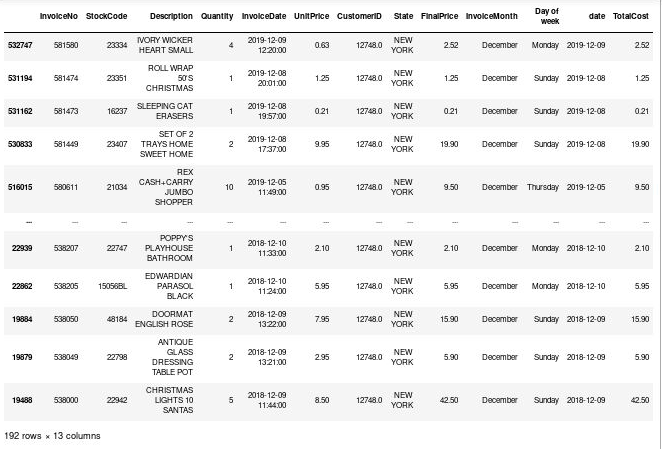 InvoiceNo StockCode Description Quantity InvoiceDate UnitPrice CustomerID State FinalPrice InvoiceMonth Day of week date TotalCost
532747 581580 23334 IVORY WICKER HEART SMALL 4 2019-12-09 12:20:00 0.63 12748.0 NEW YORK 2.52 December Monday 2019-12-09 2.52
531194 581474 23351 ROLL WRAP 50'S CHRISTMAS 1 2019-12-08 20:01:00 1.25 12748.0 NEW YORK 1.25 December Sunday 2019-12-08 1.25
531162 581473 16237 SLEEPING CAT ERASERS 1 2019-12-08 19:57:00 0.21 12748.0 NEW YORK 0.21 December Sunday 2019-12-08 0.21
530833 581449 23407 SET OF 2 TRAYS HOME SWEET HOME 2 2019-12-08 17:37:00 9.95 12748.0 NEW YORK 19.90 December Sunday 2019-12-08 19.90
516015 580611 21034 REX CASH+CARRY JUMBO SHOPPER 10 2019-12-05 11:49:00 0.95 12748.0 NEW YORK 9.50 December Thursday 2019-12-05 9.50
... ... ... ... ... ... ... ... ... ... ... ... ... ...
22939 538207 22747 POPPY'S PLAYHOUSE BATHROOM 1 2018-12-10 11:33:00 2.10 12748.0 NEW YORK 2.10 December Monday 2018-12-10 2.10
22862 538205 15056BL EDWARDIAN PARASOL BLACK 1 2018-12-10 11:24:00 5.95 12748.0 NEW YORK 5.95 December Monday 2018-12-10 5.95
19884 538050 48184 DOORMAT ENGLISH ROSE 2 2018-12-09 13:22:00 7.95 12748.0 NEW YORK 15.90 December Sunday 2018-12-09 15.90
19879 538049 22798 ANTIQUE GLASS DRESSING TABLE POT 2 2018-12-09 13:21:00 2.95 12748.0 NEW YORK 5.90 December Sunday 2018-12-09 5.90
19488 538000 22942 CHRISTMAS LIGHTS 10 SANTAS 5 2018-12-09 11:44:00 8.50 12748.0 NEW YORK 42.50 December Sunday 2018-12-09 42.50
192 rows × 13 columns